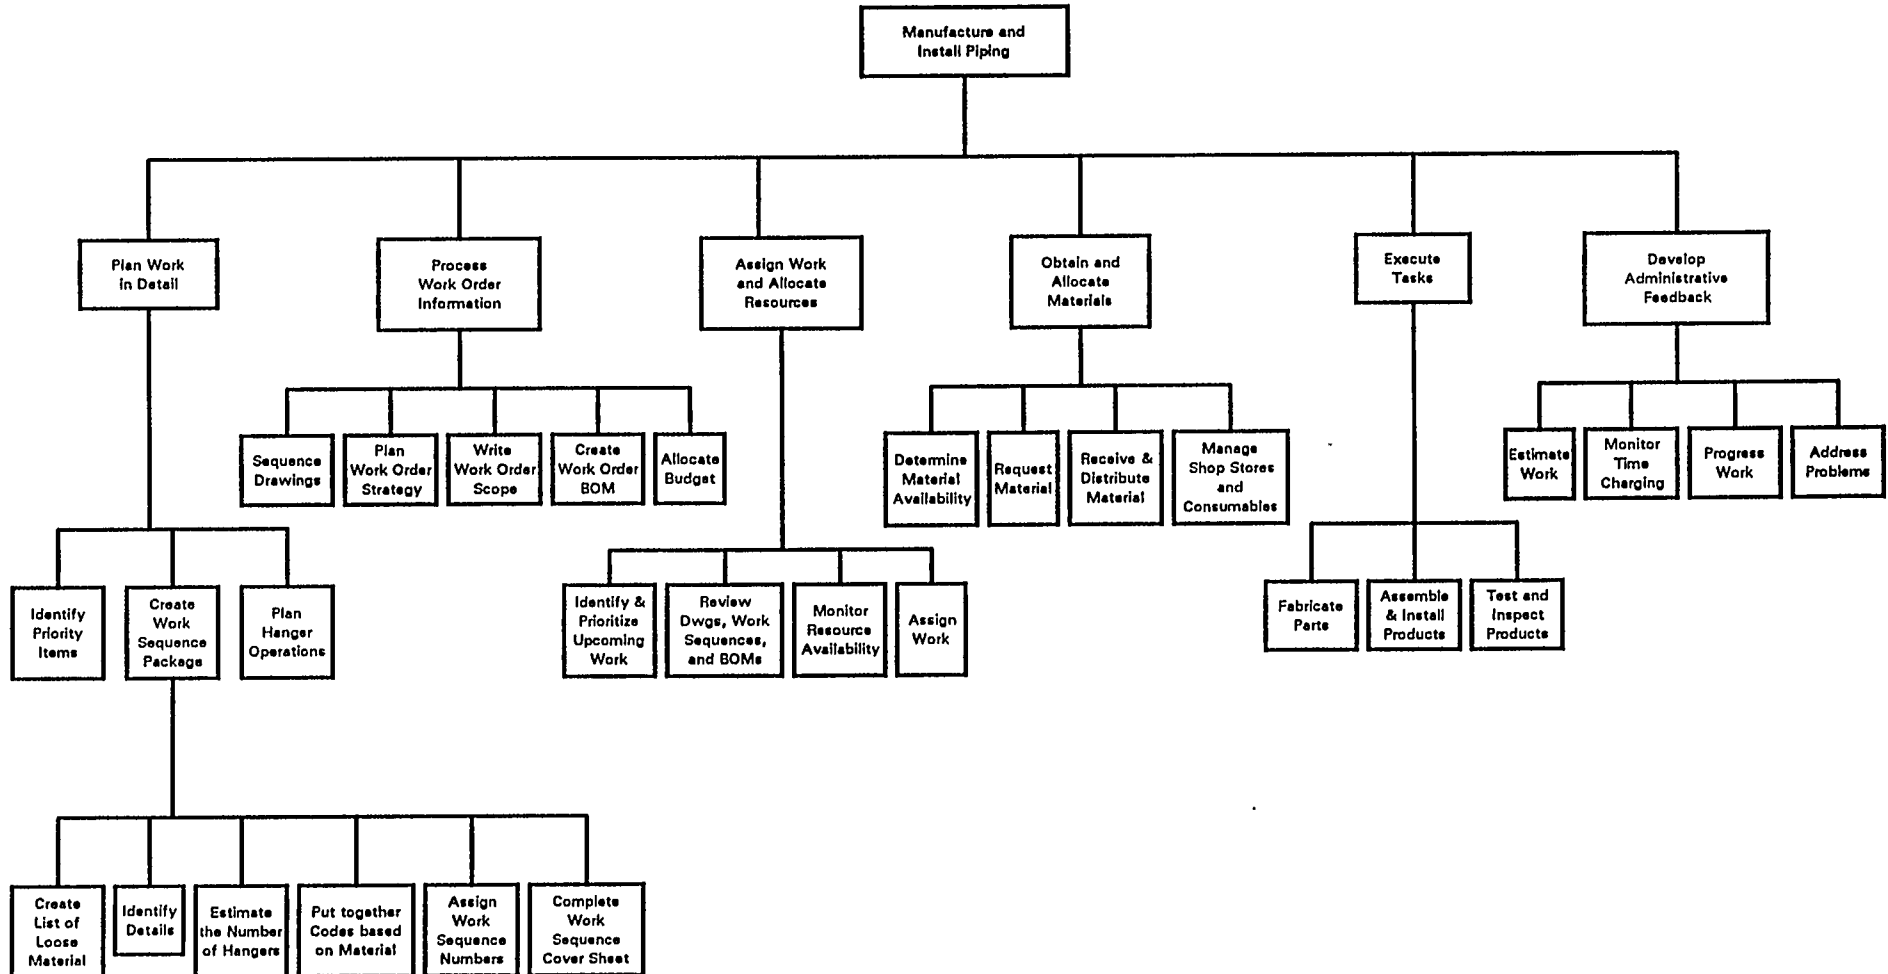 Manufacture and
Install Piping
Plan Work
in Detail
Process
Work Order
Information
Assign Work
and Allocate
Resources
Obtain and
Allocate
Materials
Execute
Tasks
Develop
Administrative
Feedback
Sequence
Drawings
Plan
Work Order
Strategy
Write
Work Order
Scope
Create
Work Order
BOM
Allocate
Budget
Determine
Material
Availability
Request
Material
Receive &
Distribute
Material
Manage
Shop Stores
and
Consumables
Estimate
Work
Monitor
Time
Charging
Progress
Work
Address
Problems
Identify
Priority
Items
Create
Work
Sequence
Package
Plan
Hanger
Operations
Identify &
Prioritize
Upcoming
Work
Review
Dwgs, Work
Sequences,
and BOMs
Monitor
Resource
Availability
Assign
Work
Fabricate
Parts
Assemble
& Install
Products
Test and
Inspect
Products
Create
List of
Loose
Material
Identify
Details
Estimate
the Number
of Hangers
Put together
Codes based
on Material
Assign
Work
Sequence
Numbers
Complete
Work
Sequence
Cover Sheet